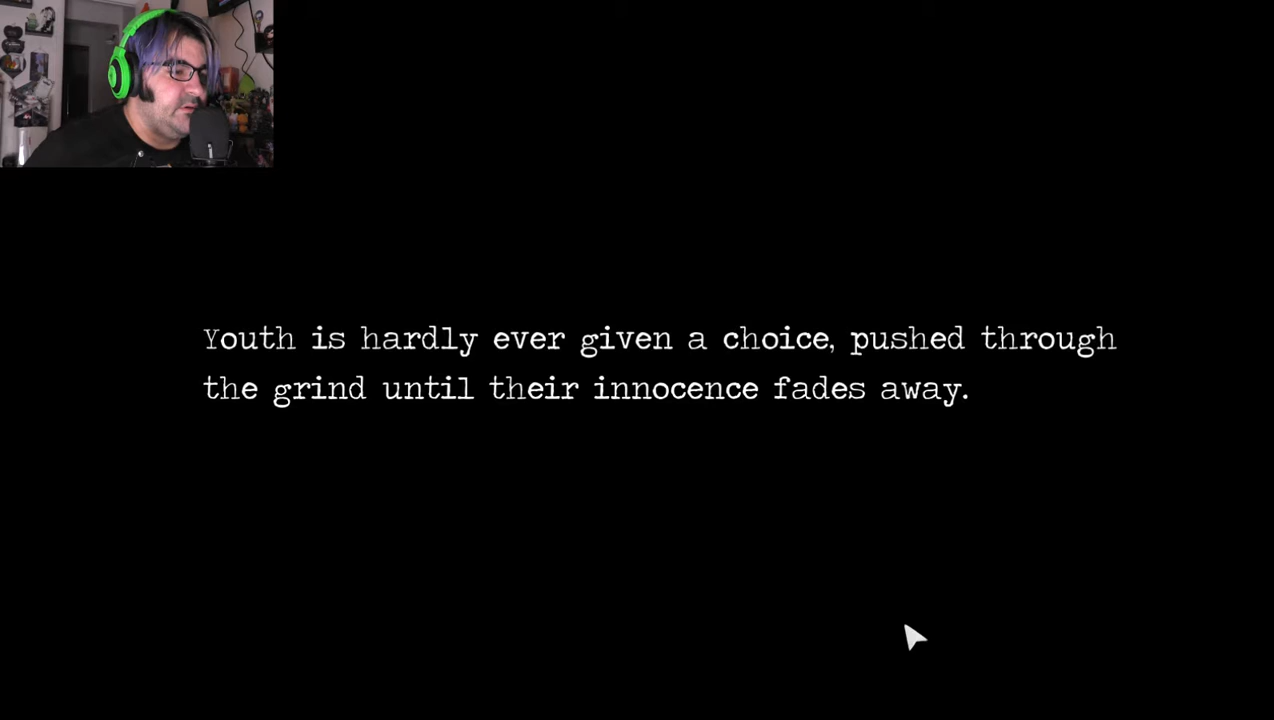 Youth is hardly ever given a choice, pushed through
the grind until their innocence fades away.